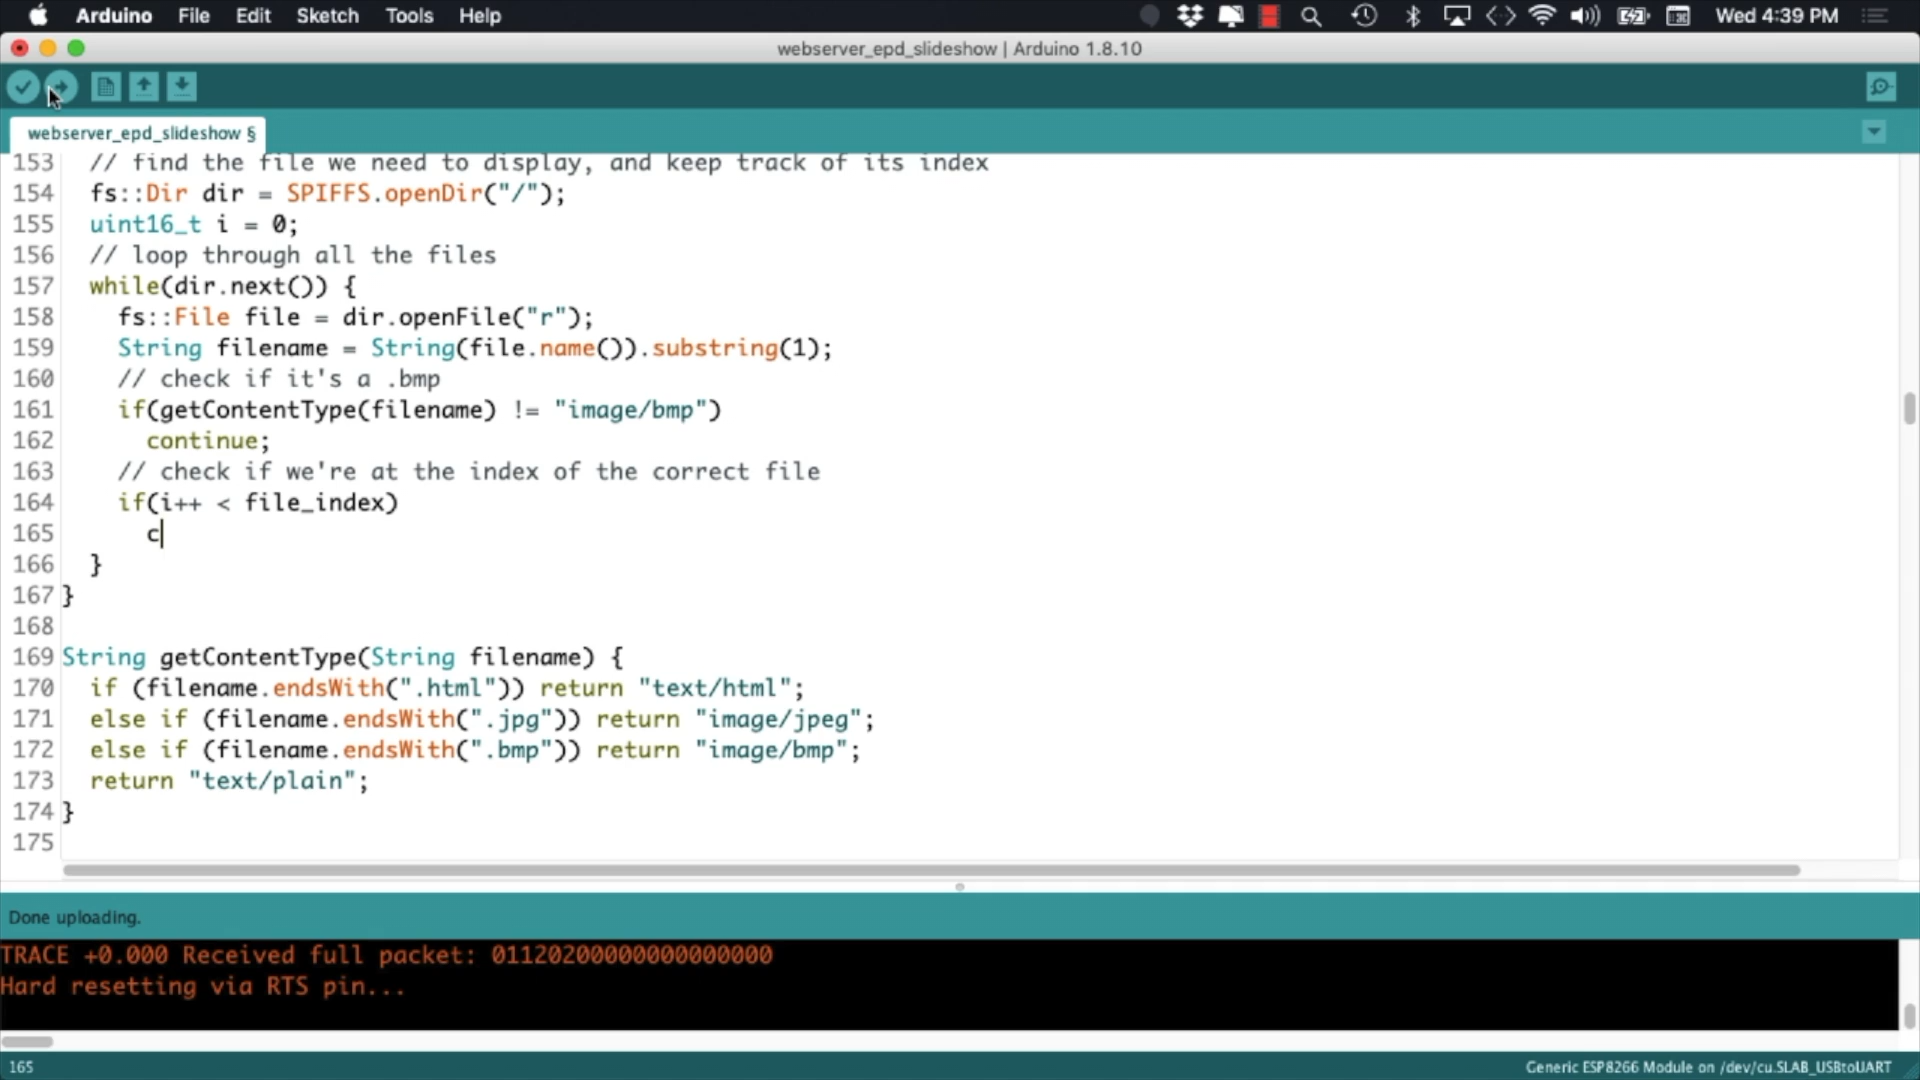 Arduino File Edit Sketch Tools Help Wed 4:39 PM
webserver_epd_slideshow | Arduino 1.8.10
webserver_epd_slideshow §
153 // find the file we need to display, and keep track of its index
154 fs::Dir dir = SPIFFS.openDir("/");
155 uint16_t i = 0;
156 // loop through all the files
157 while(dir.next()) {
158 fs::File file = dir.openFile("r");
159 String filename = String(file.name()).substring(1);
160 // check if it's a .bmp
161 if(getContentType(filename) != "image/bmp")
162 continue;
163 // check if we're at the index of the correct file
164 if(i++ < file_index)
165 c
166 }
167 }
168
169 String getContentType(String filename) {
170 if (filename.endsWith(".html")) return "text/html";
171 else if (filename.endsWith(".jpg")) return "image/jpeg";
172 else if (filename.endsWith(".bmp")) return "image/bmp";
173 return "text/plain";
174 }
175
Done uploading.
TRACE +0.000 Received full packet: 01120200000000000000
Hard resetting via RTS pin...
165 Generic ESP8266 Module on /dev/cu.SLAB_USBtoUART